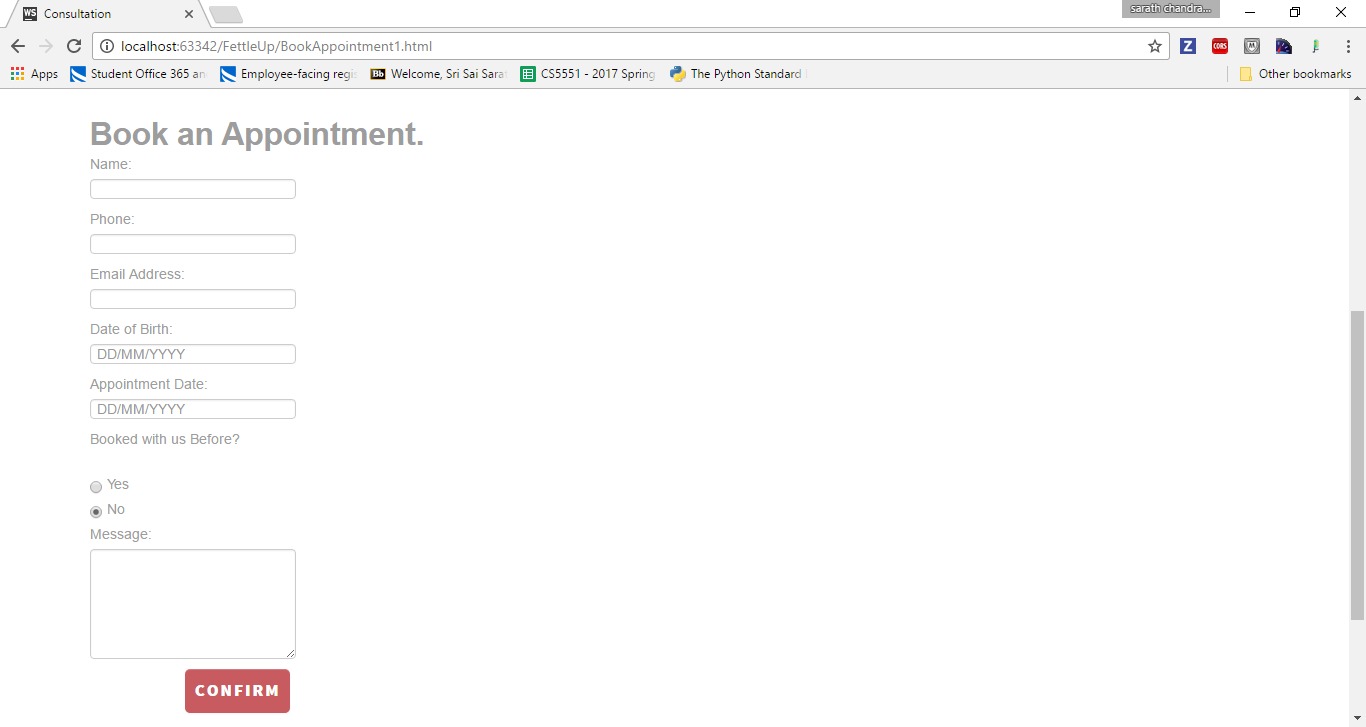 WS Consultation
sarath chandra...
localhost:63342/FettleUp/BookAppointment1.html
Z CORS
Apps Student Office 365 an Employee-facing regis Bb Welcome, Sri Sai Sarat CS5551 - 2017 Spring The Python Standard Other bookmarks
Book an Appointment.
Name:
Phone:
Email Address:
Date of Birth:
DD/MM/YYYY
Appointment Date:
DD/MM/YYYY
Booked with us Before?
Yes
No
Message:
CONFIRM